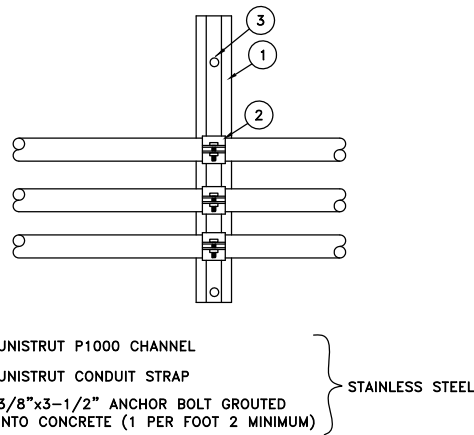 3
1
2
UNISTRUT P1000 CHANNEL
UNISTRUT CONDUIT STRAP
3/8"x3-1/2" ANCHOR BOLT GROUTED
NTO CONCRETE (1 PER FOOT 2 MINIMUM)
STAINLESS STEEL